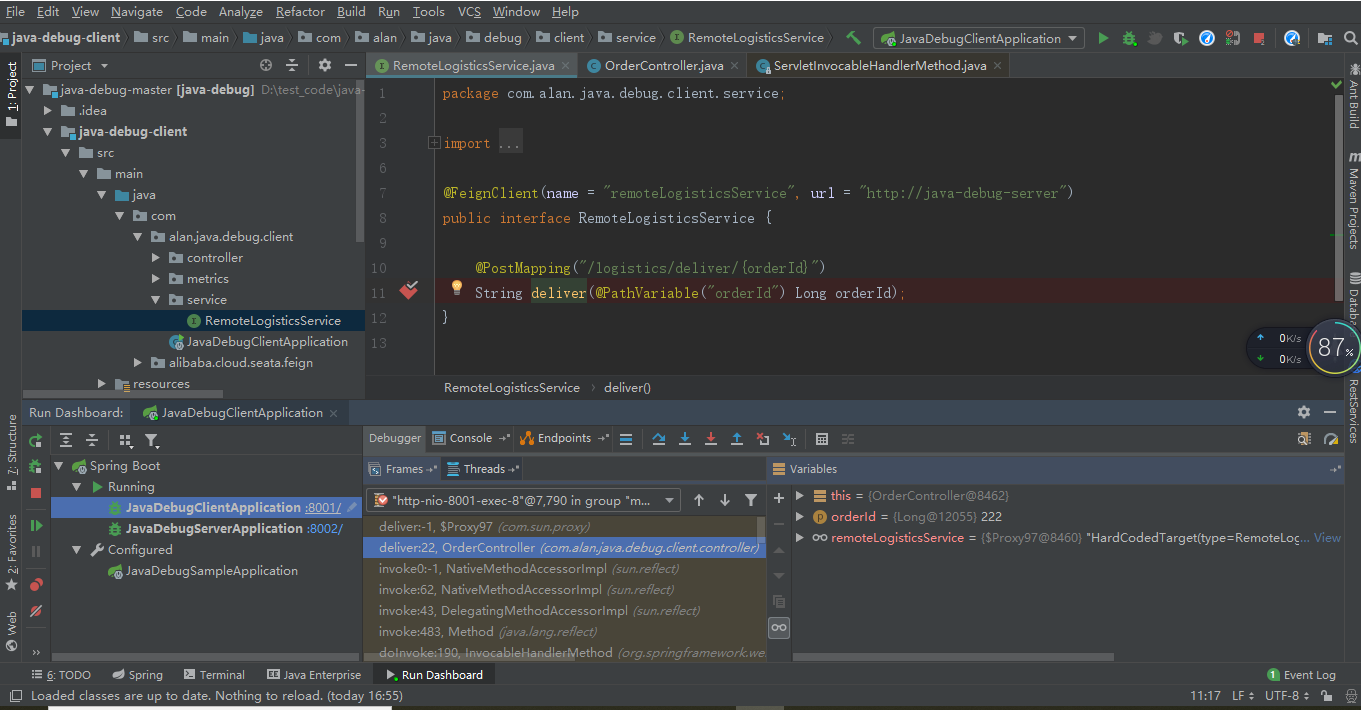 File Edit View Navigate Code Analyze Refactor Build Run Tools VCS Window Help
java-debug-client src main java com alan java debug client service RemoteLogisticsService JavaDebugClientApplication
1: Project
Project
RemoteLogisticsService.java OrderController.java ServletInvocableHandlerMethod.java
java-debug-master [java-debug] D:\test_code\java-
.idea
java-debug-client
src
main
java
com
alan.java.debug.client
controller
metrics
service
RemoteLogisticsService
JavaDebugClientApplication
alibaba.cloud.seata.feign
resources
1 package com.alan.java.debug.client.service;
2
3 import ...
6
7 @FeignClient(name = "remoteLogisticsService", url = "http://java-debug-server")
8 public interface RemoteLogisticsService {
9
10 @PostMapping("/logistics/deliver/{orderId}")
11 String deliver(@PathVariable("orderId") Long orderId);
12 }
13
RemoteLogisticsService › deliver()
Ant Build
Maven Projects
Databa
RestServices
0K/s
0K/s
87%
Run Dashboard: JavaDebugClientApplication
7: Structure
2: Favorites
Web
Spring Boot
Running
JavaDebugClientApplication :8001/
JavaDebugServerApplication :8002/
Configured
JavaDebugSampleApplication
Debugger Console Endpoints
Frames Threads
"http-nio-8001-exec-8"@7,790 in group "m...
deliver:-1, $Proxy97 (com.sun.proxy)
deliver:22, OrderController (com.alan.java.debug.client.controller)
invoke0:-1, NativeMethodAccessorImpl (sun.reflect)
invoke:62, NativeMethodAccessorImpl (sun.reflect)
invoke:43, DelegatingMethodAccessorImpl (sun.reflect)
invoke:483, Method (java.lang.reflect)
doInvoke:190, InvocableHandlerMethod (org.springframework.we
Variables
this = {OrderController@8462}
orderId = {Long@12055} 222
remoteLogisticsService = {$Proxy97@8460} "HardCodedTarget(type=RemoteLog... View
6: TODO Spring Terminal Java Enterprise Run Dashboard 1 Event Log
Loaded classes are up to date. Nothing to reload. (today 16:55) 11:17 LF UTF-8